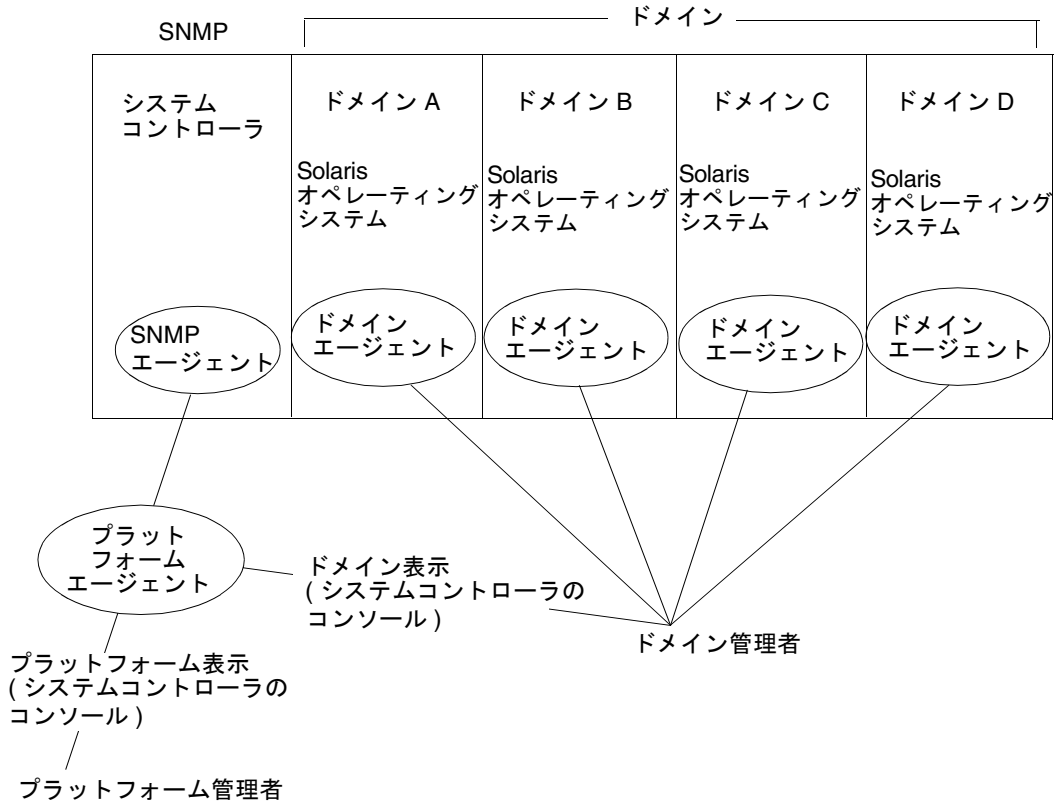 SNMP
ドメイン
システム
コントローラ
ドメイン A
ドメイン B
ドメイン C
ドメイン D
Solaris
オペレーティング
システム
Solaris
オペレーティング
システム
Solaris
オペレーティング
システム
Solaris
オペレーティング
システム
SNMP
エージェント
ドメイン
エージェント
ドメイン
エージェント
ドメイン
エージェント
ドメイン
エージェント
プラット
フォーム
エージェント
ドメイン表示
( システムコントローラの
コンソール )
ドメイン管理者
プラットフォーム表示
( システムコントローラの
コンソール )
プラットフォーム管理者